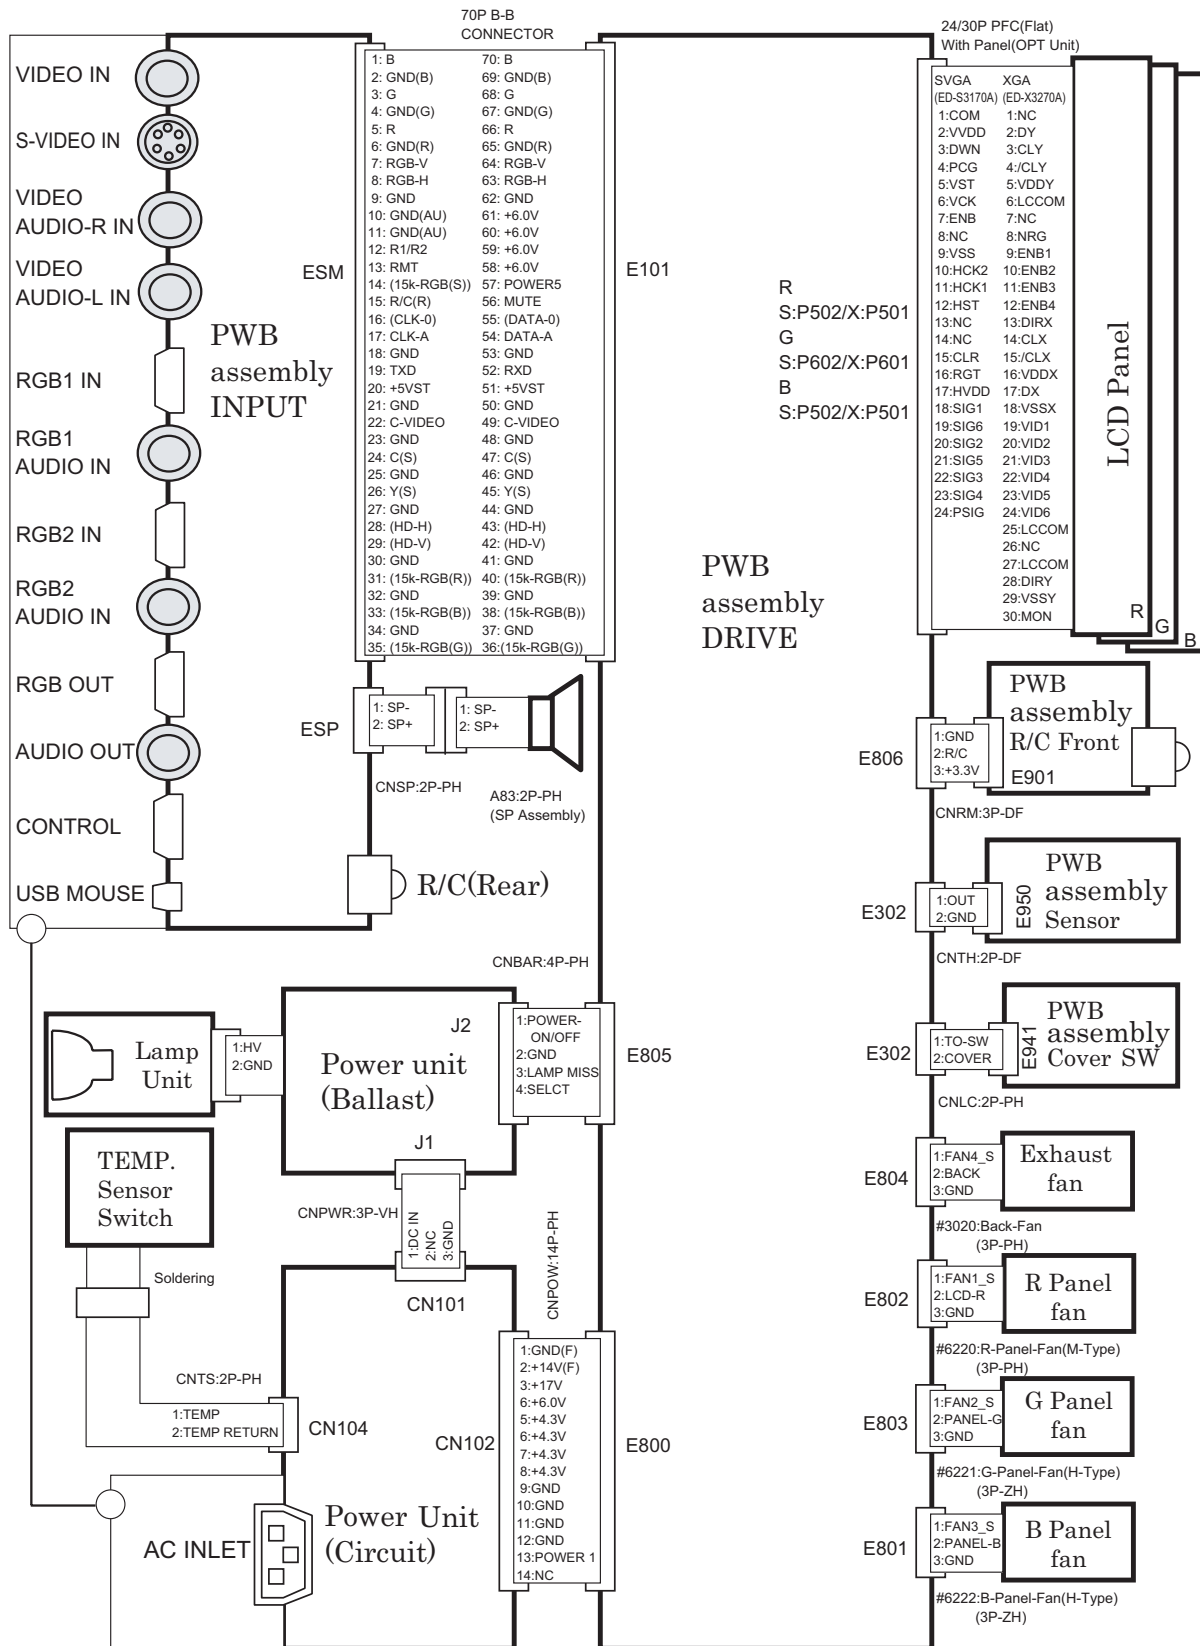 70P B-B
CONNECTOR
24/30P PFC(Flat)
With Panel(OPT Unit)
VIDEO IN
S-VIDEO IN
VIDEO
AUDIO-R IN
VIDEO
AUDIO-L IN
RGB1 IN
RGB1
AUDIO IN
RGB2 IN
RGB2
AUDIO IN
RGB OUT
AUDIO OUT
CONTROL
USB MOUSE
PWB
assembly
INPUT
ESM
1: B 70: B
2: GND(B) 69: GND(B)
3: G 68: G
4: GND(G) 67: GND(G)
5: R 66: R
6: GND(R) 65: GND(R)
7: RGB-V 64: RGB-V
8: RGB-H 63: RGB-H
9: GND 62: GND
10: GND(AU) 61: +6.0V
11: GND(AU) 60: +6.0V
12: R1/R2 59: +6.0V
13: RMT 58: +6.0V
14: (15k-RGB(S)) 57: POWER5
15: R/C(R) 56: MUTE
16: (CLK-0) 55: (DATA-0)
17: CLK-A 54: DATA-A
18: GND 53: GND
19: TXD 52: RXD
20: +5VST 51: +5VST
21: GND 50: GND
22: C-VIDEO 49: C-VIDEO
23: GND 48: GND
24: C(S) 47: C(S)
25: GND 46: GND
26: Y(S) 45: Y(S)
27: GND 44: GND
28: (HD-H) 43: (HD-H)
29: (HD-V) 42: (HD-V)
30: GND 41: GND
31: (15k-RGB(R)) 40: (15k-RGB(R))
32: GND 39: GND
33: (15k-RGB(B)) 38: (15k-RGB(B))
34: GND 37: GND
35: (15k-RGB(G)) 36:(15k-RGB(G))
E101
R
S:P502/X:P501
G
S:P602/X:P601
B
S:P502/X:P501
PWB
assembly
DRIVE
SVGA XGA
(ED-S3170A) (ED-X3270A)
1:COM 1:NC
2:VVDD 2:DY
3:DWN 3:CLY
4:PCG 4:/CLY
5:VST 5:VDDY
6:VCK 6:LCCOM
7:ENB 7:NC
8:NC 8:NRG
9:VSS 9:ENB1
10:HCK2 10:ENB2
11:HCK1 11:ENB3
12:HST 12:ENB4
13:NC 13:DIRX
14:NC 14:CLX
15:CLR 15:/CLX
16:RGT 16:VDDX
17:HVDD 17:DX
18:SIG1 18:VSSX
19:SIG6 19:VID1
20:SIG2 20:VID2
21:SIG5 21:VID3
22:SIG3 22:VID4
23:SIG4 23:VID5
24:PSIG 24:VID6
25:LCCOM
26:NC
27:LCCOM
28:DIRY
29:VSSY
30:MON
LCD Panel
R
G
B
ESP
1: SP-
2: SP+
1: SP-
2: SP+
CNSP:2P-PH
A83:2P-PH
(SP Assembly)
R/C(Rear)
E806
1:GND
2:R/C
3:+3.3V
PWB
assembly
R/C Front
E901
CNRM:3P-DF
E302
1:OUT
2:GND
E950
PWB
assembly
Sensor
CNTH:2P-DF
E302
1:TO-SW
2:COVER
E941
PWB
assembly
Cover SW
CNLC:2P-PH
E804
1:FAN4_S
2:BACK
3:GND
Exhaust
fan
#3020:Back-Fan
(3P-PH)
E802
1:FAN1_S
2:LCD-R
3:GND
R Panel
fan
#6220:R-Panel-Fan(M-Type)
(3P-PH)
E803
1:FAN2_S
2:PANEL-G
3:GND
G Panel
fan
#6221:G-Panel-Fan(H-Type)
(3P-ZH)
E801
1:FAN3_S
2:PANEL-B
3:GND
B Panel
fan
#6222:B-Panel-Fan(H-Type)
(3P-ZH)
CNBAR:4P-PH
Lamp
Unit
1:HV
2:GND
J2
Power unit
(Ballast)
J1
1:POWER-
ON/OFF
2:GND
3:LAMP MISS
4:SELCT
E805
TEMP.
Sensor
Switch
Soldering
CNPWR:3P-VH
1:DC IN
2:NC
3:GND
CN101
CNPOW:14P-PH
CNTS:2P-PH
1:TEMP
2:TEMP RETURN
CN104
CN102
1:GND(F)
2:+14V(F)
3:+17V
6:+6.0V
5:+4.3V
6:+4.3V
7:+4.3V
8:+4.3V
9:GND
10:GND
11:GND
12:GND
13:POWER 1
14:NC
E800
AC INLET
Power Unit
(Circuit)